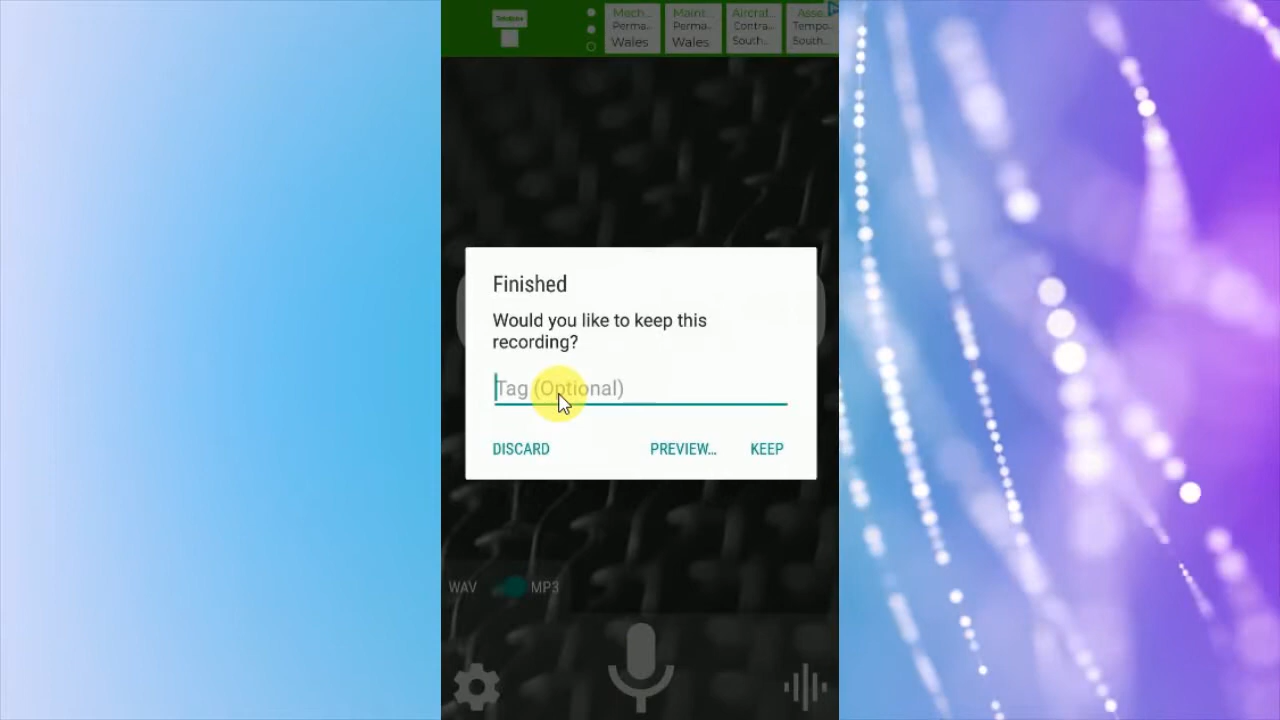 Mech...
Perma..
Wales
Maint...
Perma..
Wales
Aircraf...
Contra...
South...
Asse...
Tempo..
South...
Finished
Would you like to keep this
recording?
Tag (Optional)
DISCARD PREVIEW... KEEP
WAV MP3